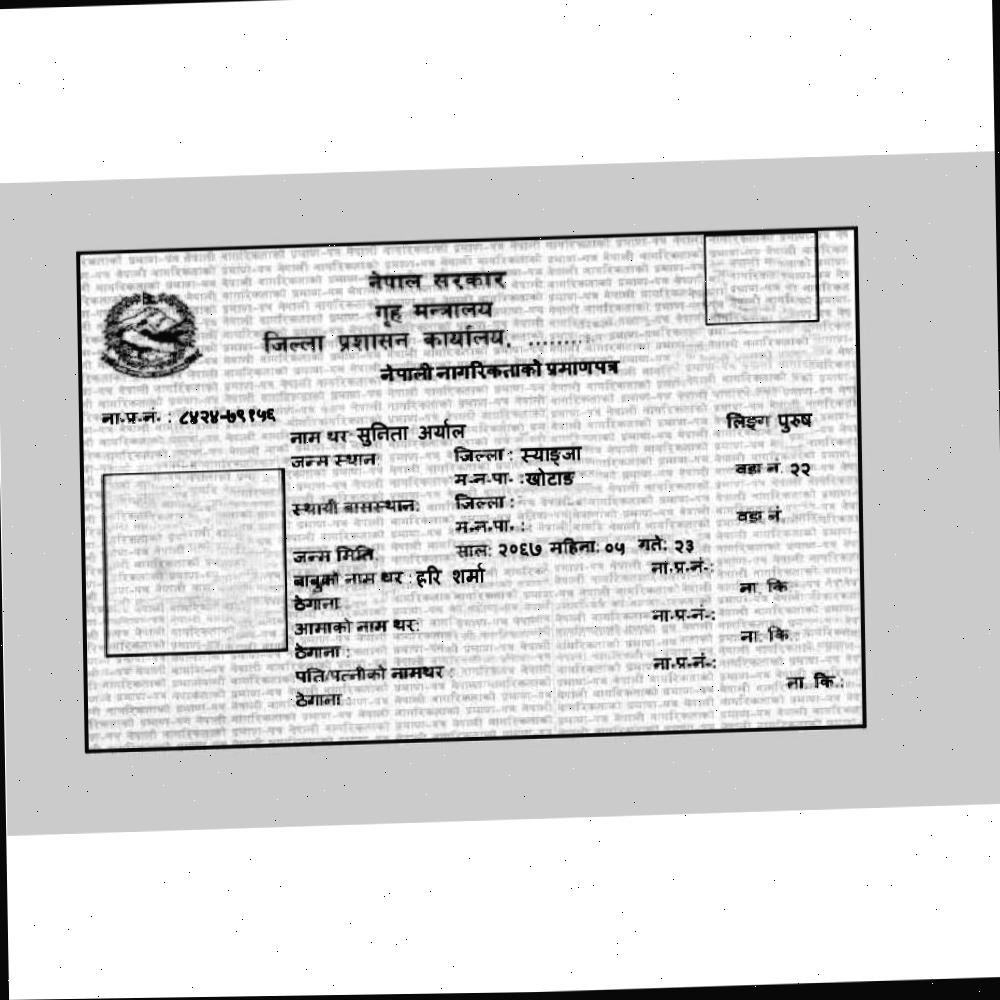 नेपाल सरकार
गृह मन्त्रालय
जिल्ला प्रशासन कार्यालय, ........
नेपाली नागरिकताको प्रमाणपत्र
ना.प्र.नं. : ८४२४-७९१५६
नाम थर सुनिता अर्याल लिङ्ग पुरुष
जन्म स्थान जिल्ला : स्याङ्जा
म.न.पा. : खोटाङ वडा नं. २२
स्थायी बासस्थान: जिल्ला :
म.न.पा. : वडा नं.
जन्म मिति: साल: २०६७ महिना: ०५ गते: २३
बाबुको नाम थर : हरि शर्मा ना.प्र.नं.:
ठेगाना ना. कि
आमाको नाम थर: ना.प्र.नं.:
ठेगाना : ना. कि
पति/पत्नीको नामथर : ना.प्र.नं.:
ठेगाना : ना. कि.: